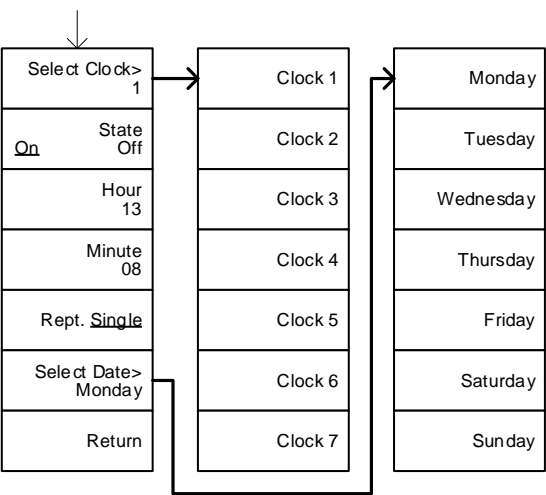 Select Clock>
1
State
On Off
Hour
13
Minute
08
Rept. Single
Select Date>
Monday
Return
Clock 1
Clock 2
Clock 3
Clock 4
Clock 5
Clock 6
Clock 7
Monday
Tuesday
Wednesday
Thursday
Friday
Saturday
Sunday